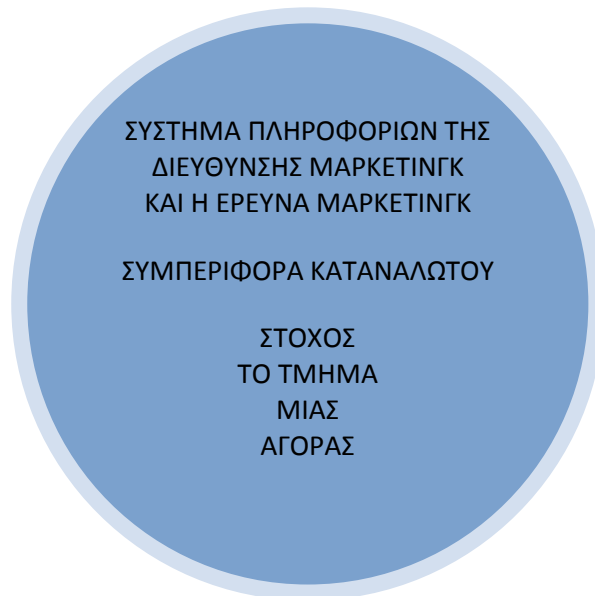 ΣΥΣΤΗΜΑ ΠΛΗΡΟΦΟΡΙΩΝ ΤΗΣ
ΔΙΕΥΘΥΝΣΗΣ ΜΑΡΚΕΤΙΝΓΚ
ΚΑΙ Η ΕΡΕΥΝΑ ΜΑΡΚΕΤΙΝΓΚ
ΣΥΜΠΕΡΙΦΟΡΑ ΚΑΤΑΝΑΛΩΤΟΥ
ΣΤΟΧΟΣ
ΤΟ ΤΜΗΜΑ
ΜΙΑΣ
ΑΓΟΡΑΣ